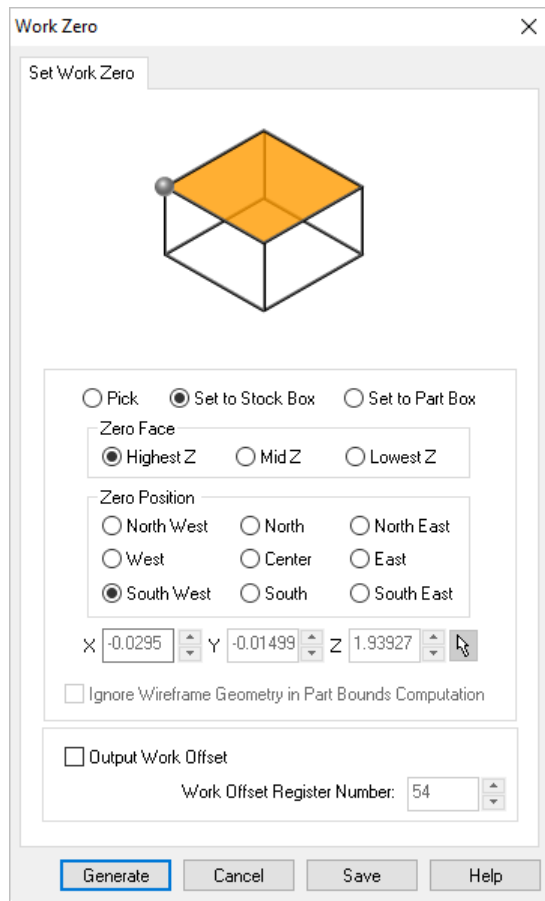 Work Zero
Set Work Zero
Pick Set to Stock Box Set to Part Box
Zero Face
Highest Z Mid Z Lowest Z
Zero Position
North West North North East
West Center East
South West South South East
X -0.0295 Y -0.01499 Z 1.93927
Ignore Wireframe Geometry in Part Bounds Computation
Output Work Offset
Work Offset Register Number: 54
Generate Cancel Save Help